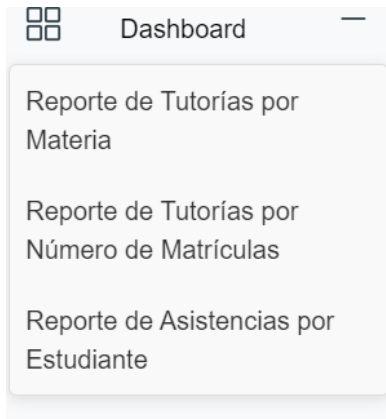 Dashboard
Reporte de Tutorías por
Materia
Reporte de Tutorías por
Número de Matrículas
Reporte de Asistencias por
Estudiante